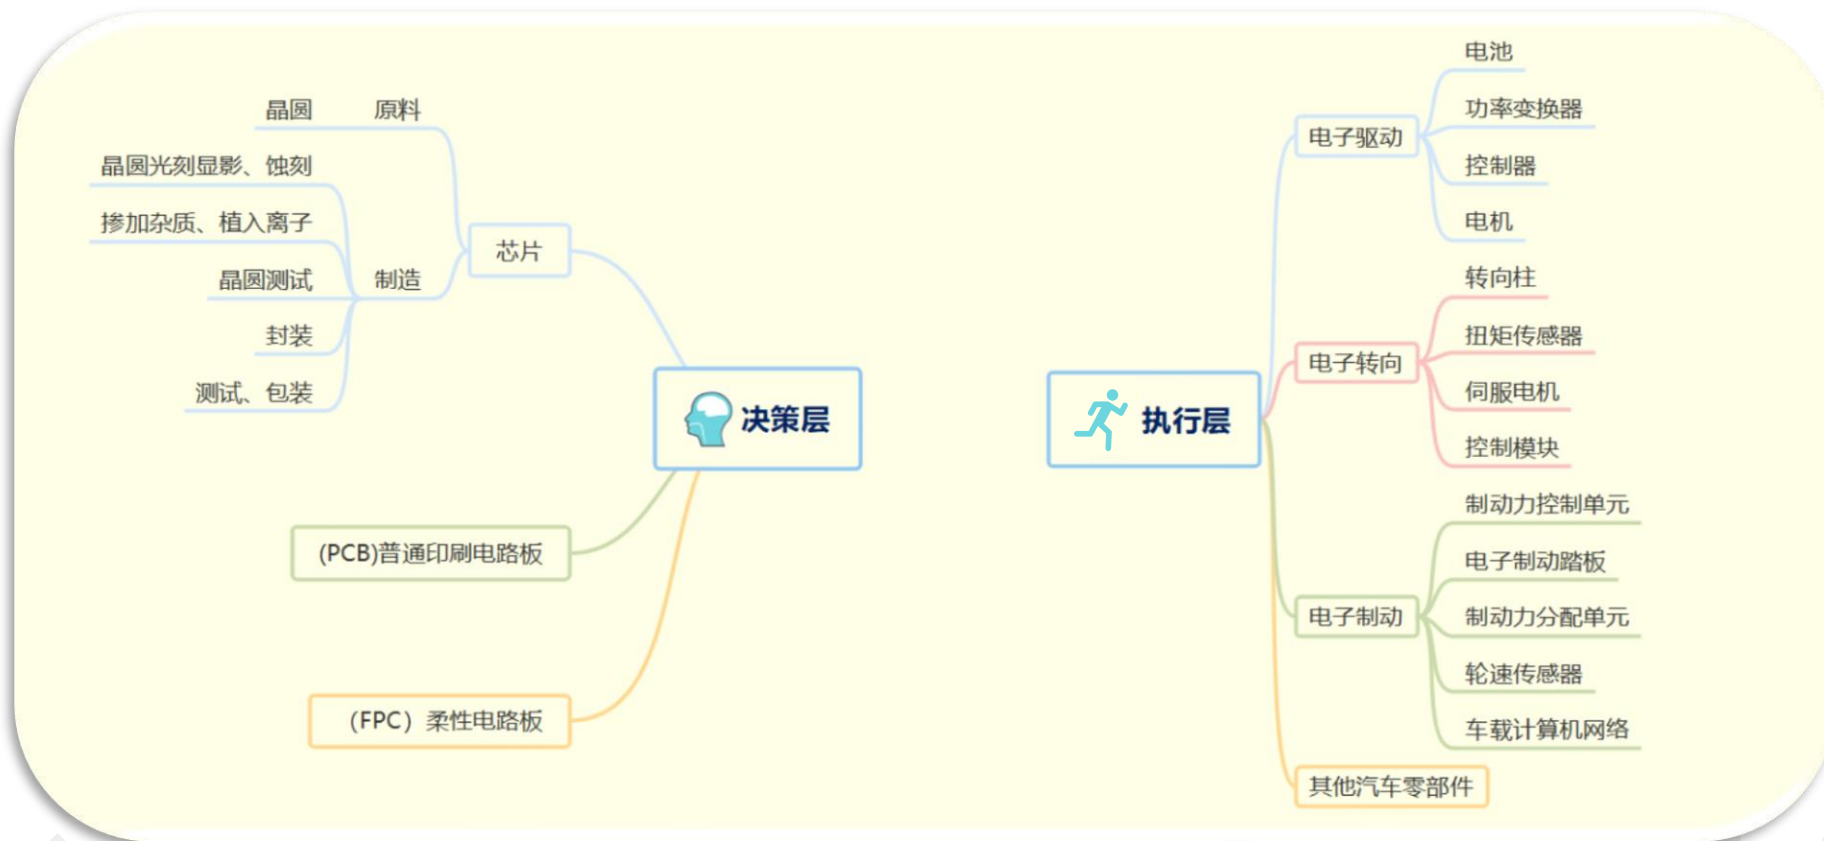 晶圆
原料
晶圆光刻显影、蚀刻
掺加杂质、植入离子
晶圆测试
制造
封装
测试、包装
芯片
决策层
(PCB)普通印刷电路板
（FPC）柔性电路板
执行层
电子驱动
电池
功率变换器
控制器
电机
电子转向
转向柱
扭矩传感器
伺服电机
控制模块
电子制动
制动力控制单元
电子制动踏板
制动力分配单元
轮速传感器
车载计算机网络
其他汽车零部件